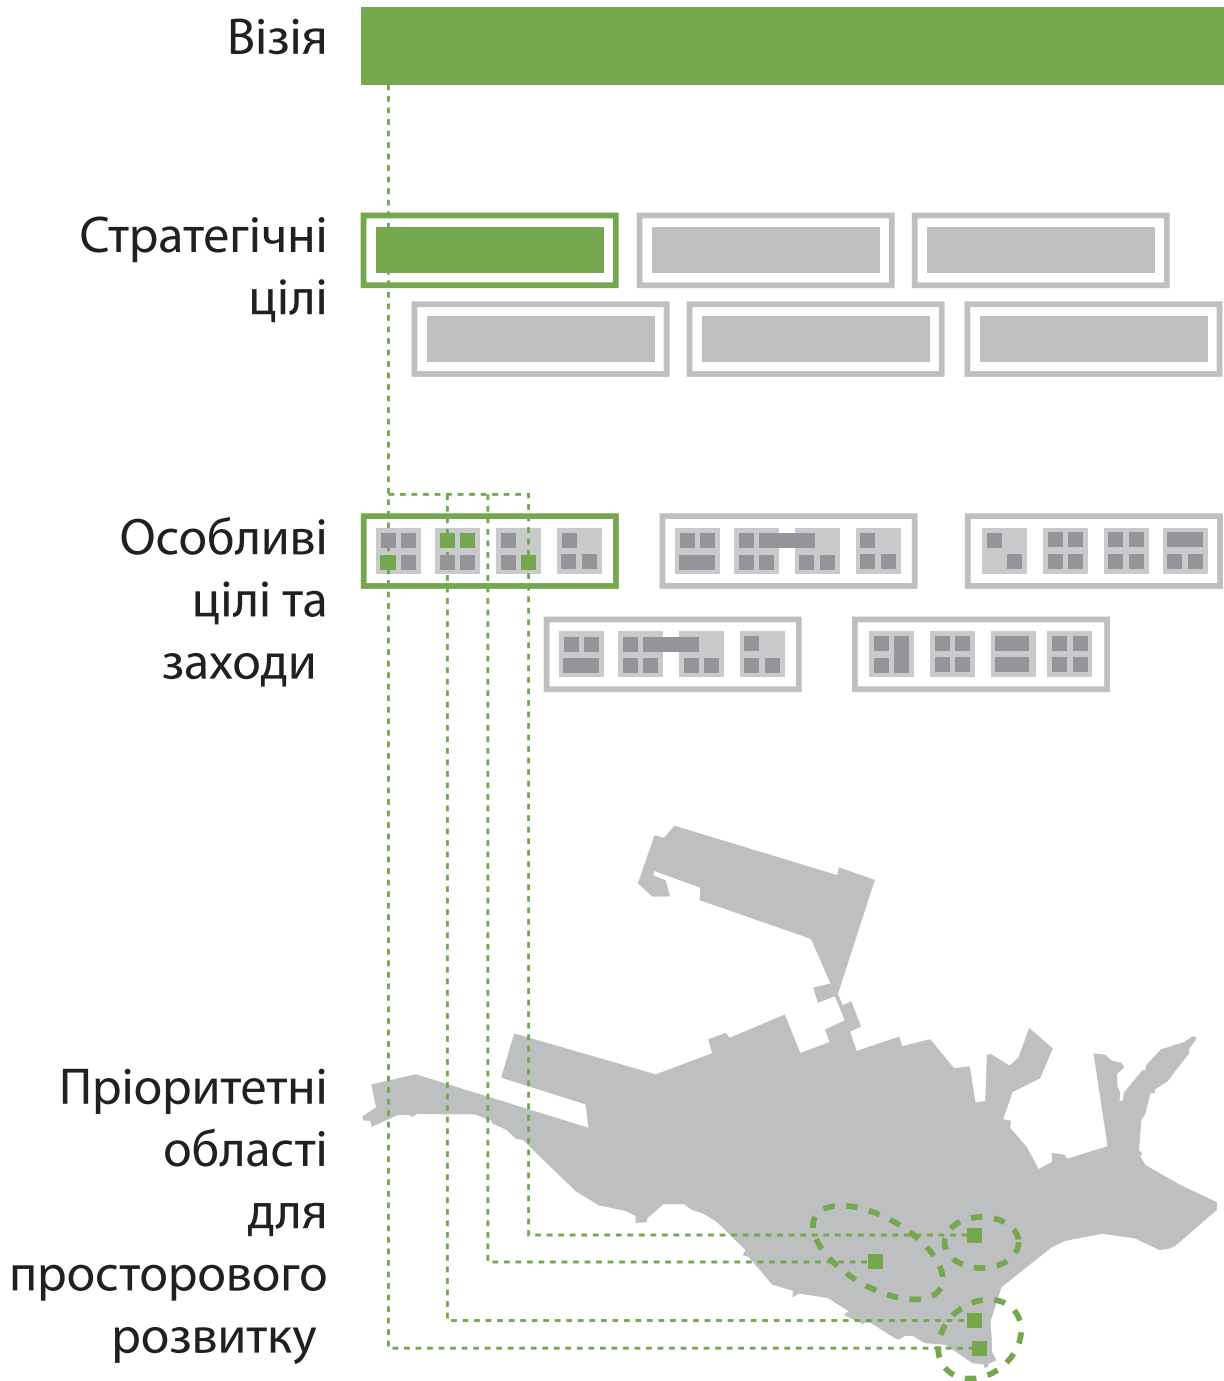 Візія
Стратегічні
цілі
Особливі
цілі та
заходи
Пріоритетні
області
для
просторового
розвитку